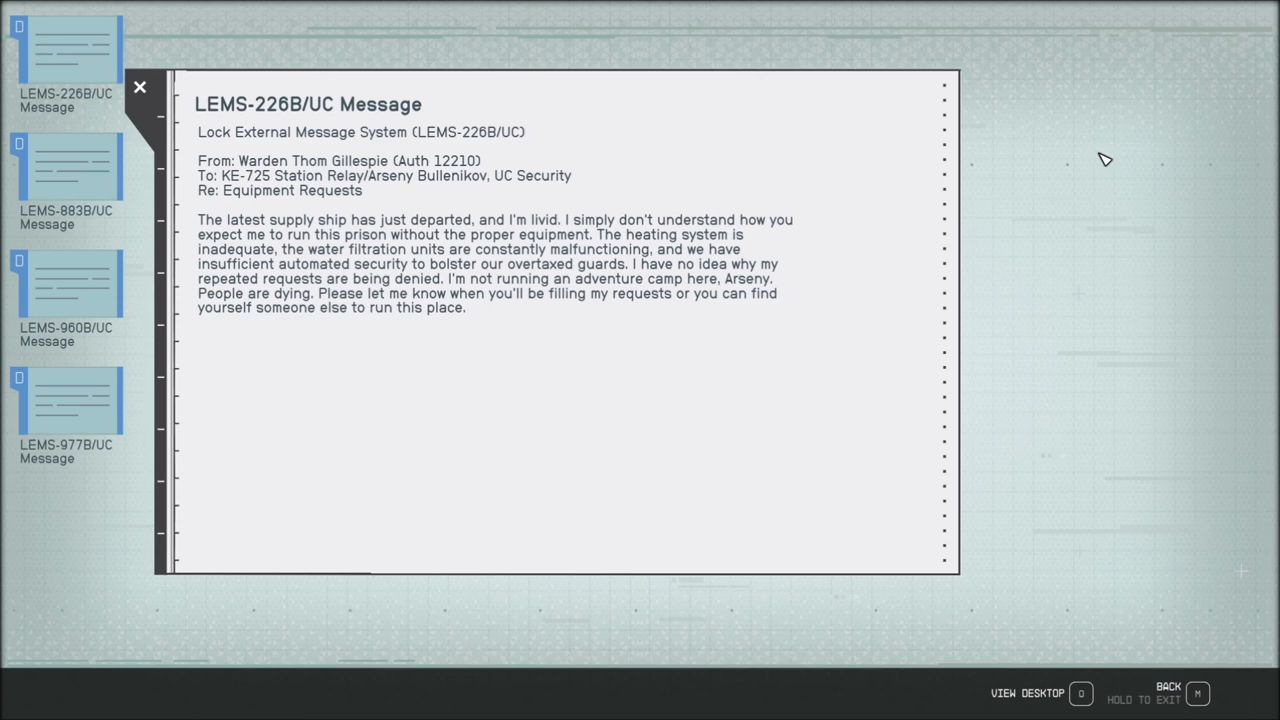 LEMS-226B/UC
Message
LEMS-883B/UC
Message
LEMS-960B/UC
Message
LEMS-977B/UC
Message
LEMS-226B/UC Message
Lock External Message System (LEMS-226B/UC)
From: Warden Thom Gillespie (Auth 12210)
To: KE-725 Station Relay/Arseny Bullenikov, UC Security
Re: Equipment Requests
The latest supply ship has just departed, and I'm livid. I simply don't understand how you
expect me to run this prison without the proper equipment. The heating system is
inadequate, the water filtration units are constantly malfunctioning, and we have
insufficient automated security to bolster our overtaxed guards. I have no idea why my
repeated requests are being denied. I'm not running an adventure camp here, Arseny.
People are dying. Please let me know when you'll be filling my requests or you can find
yourself someone else to run this place.
VIEW DESKTOP Q
BACK
HOLD TO EXIT M